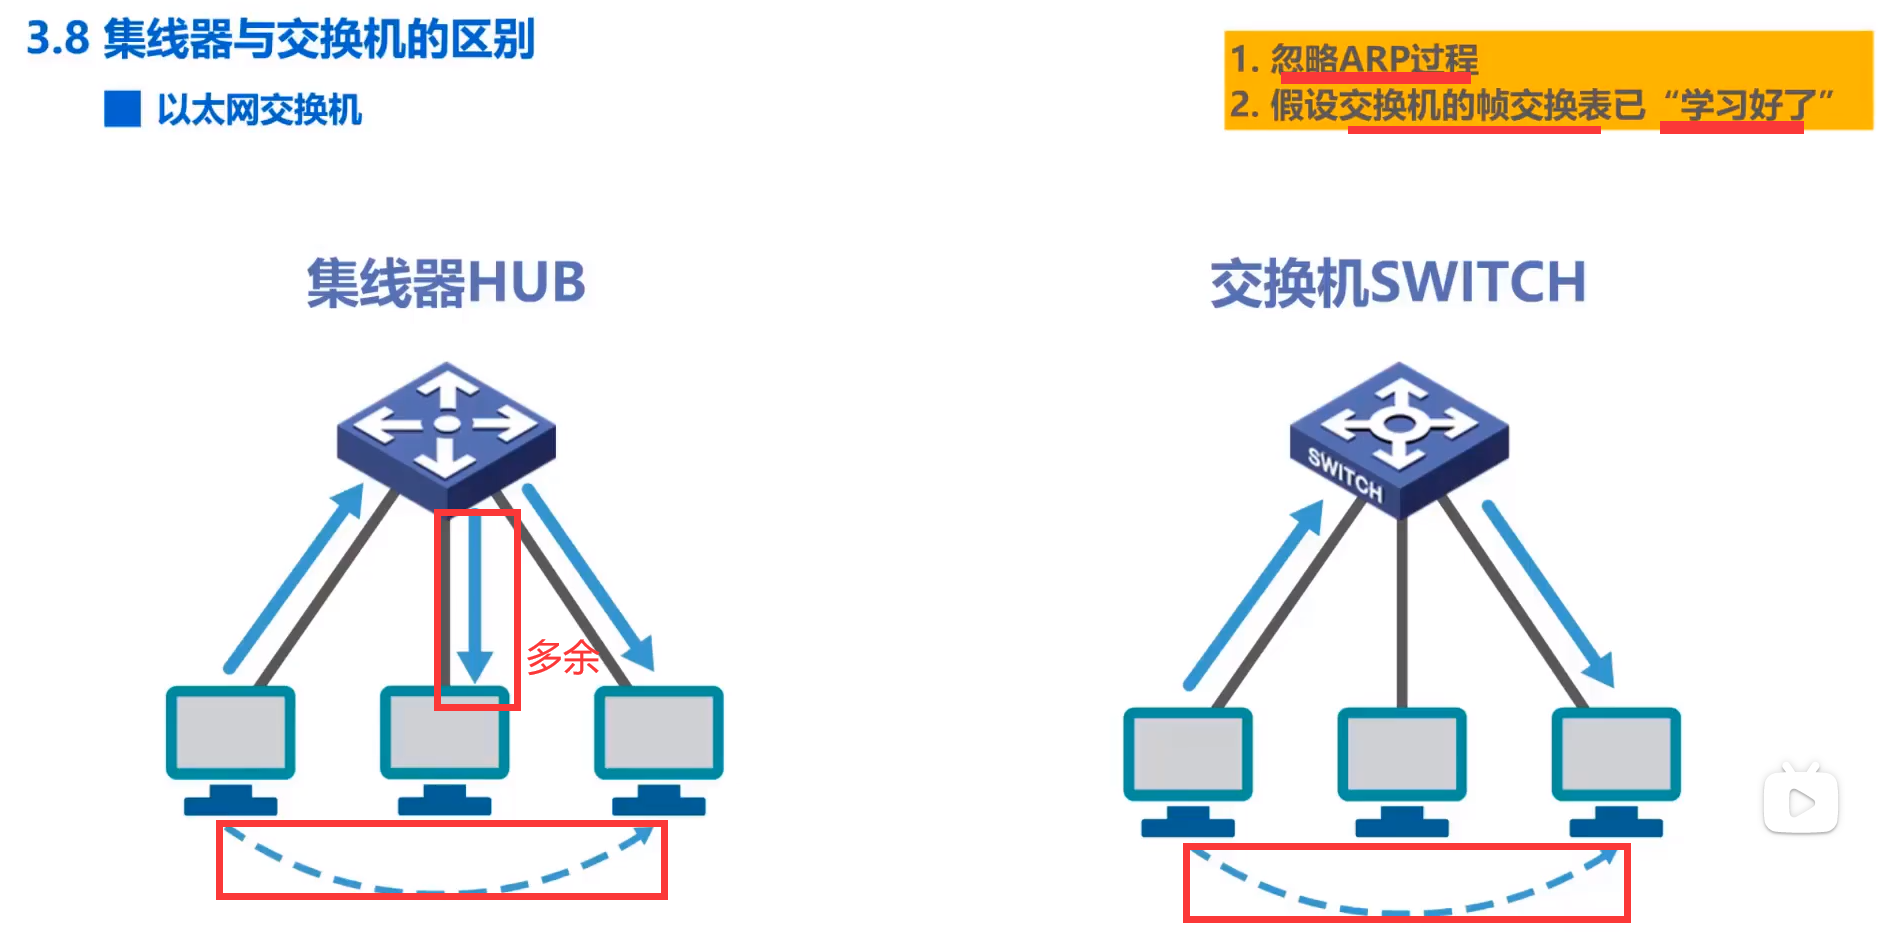 3.8 集线器与交换机的区别
以太网交换机
1. 忽略ARP过程
2. 假设交换机的帧交换表已“学习好了”
集线器HUB
交换机SWITCH
SWITCH
多余